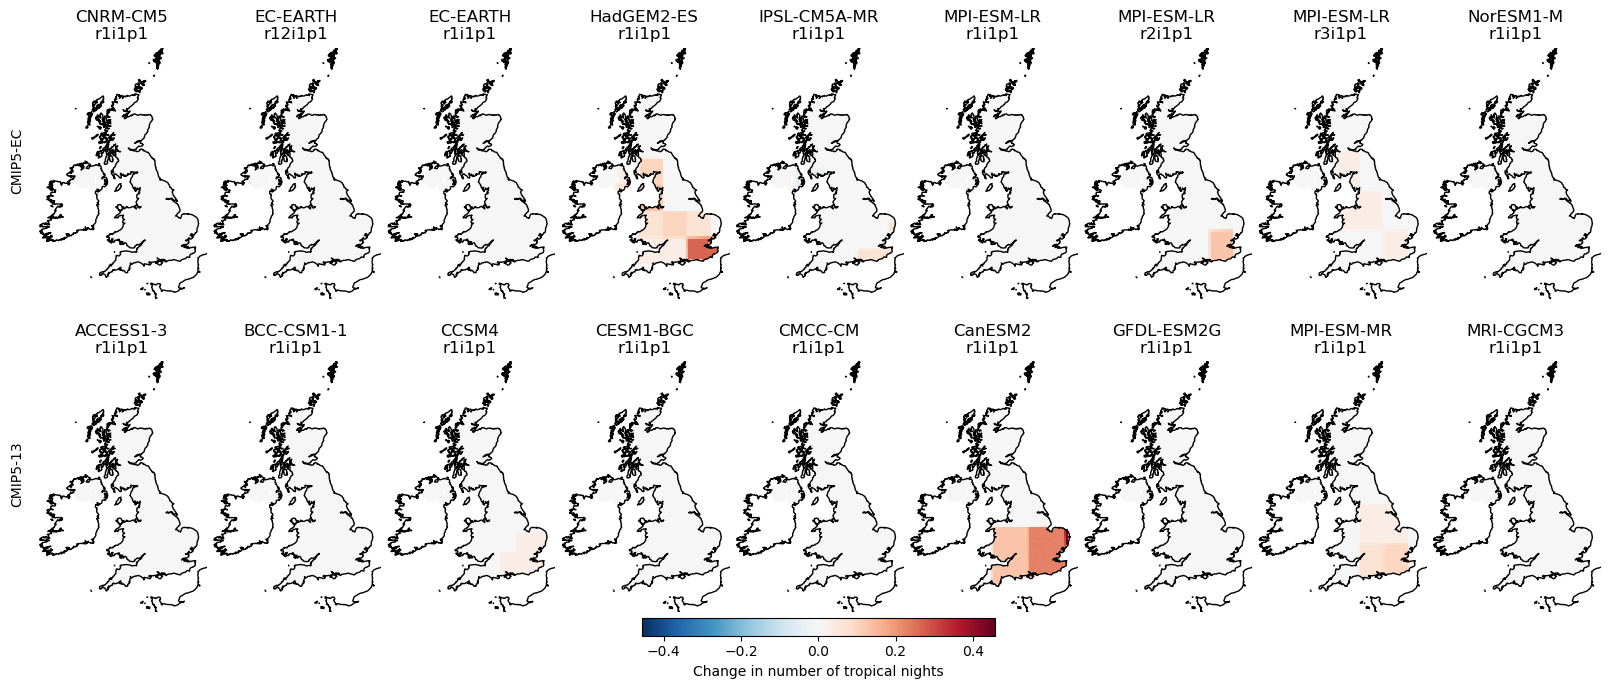 CNRM-CM5
r1i1p1
EC-EARTH
r12i1p1
EC-EARTH
r1i1p1
HadGEM2-ES
r1i1p1
IPSL-CM5A-MR
r1i1p1
MPI-ESM-LR
r1i1p1
MPI-ESM-LR
r2i1p1
MPI-ESM-LR
r3i1p1
NorESM1-M
r1i1p1
CMIP5-EC
ACCESS1-3
r1i1p1
BCC-CSM1-1
r1i1p1
CCSM4
r1i1p1
CESM1-BGC
r1i1p1
CMCC-CM
r1i1p1
CanESM2
r1i1p1
GFDL-ESM2G
r1i1p1
MPI-ESM-MR
r1i1p1
MRI-CGCM3
r1i1p1
CMIP5-13
−0.4 −0.2 0.0 0.2 0.4
Change in number of tropical nights